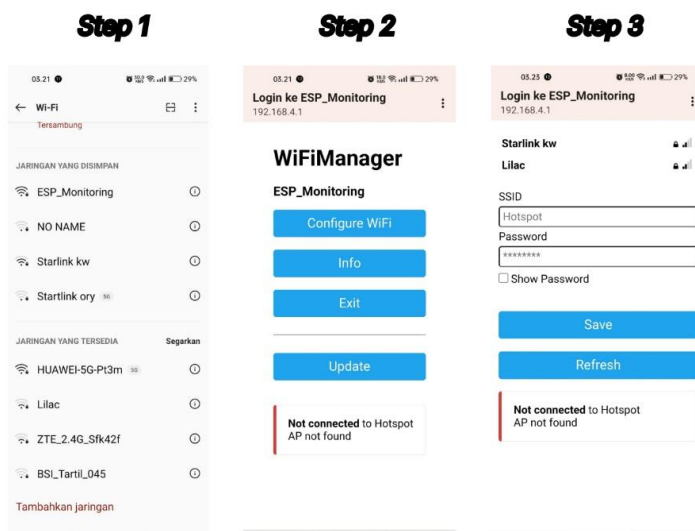 Step 1
03.21 29%
Wi-Fi
Tersambung
JARINGAN YANG DISIMPAN
ESP_Monitoring
NO NAME
Starlink kw
Startlink ory 5G
JARINGAN YANG TERSEDIA Segarkan
HUAWEI-5G-Pt3m 5G
Lilac
ZTE_2.4G_Sfk42f
BSI_Tartil_045
Tambahkan jaringan
Step 2
03.21 29%
Login ke ESP_Monitoring
192.168.4.1
WiFiManager
ESP_Monitoring
Configure WiFi
Info
Exit
Update
Not connected to Hotspot
AP not found
Step 3
03.23 29%
Login ke ESP_Monitoring
192.168.4.1
Starlink kw
Lilac
SSID
Hotspot
Password
********
Show Password
Save
Refresh
Not connected to Hotspot
AP not found